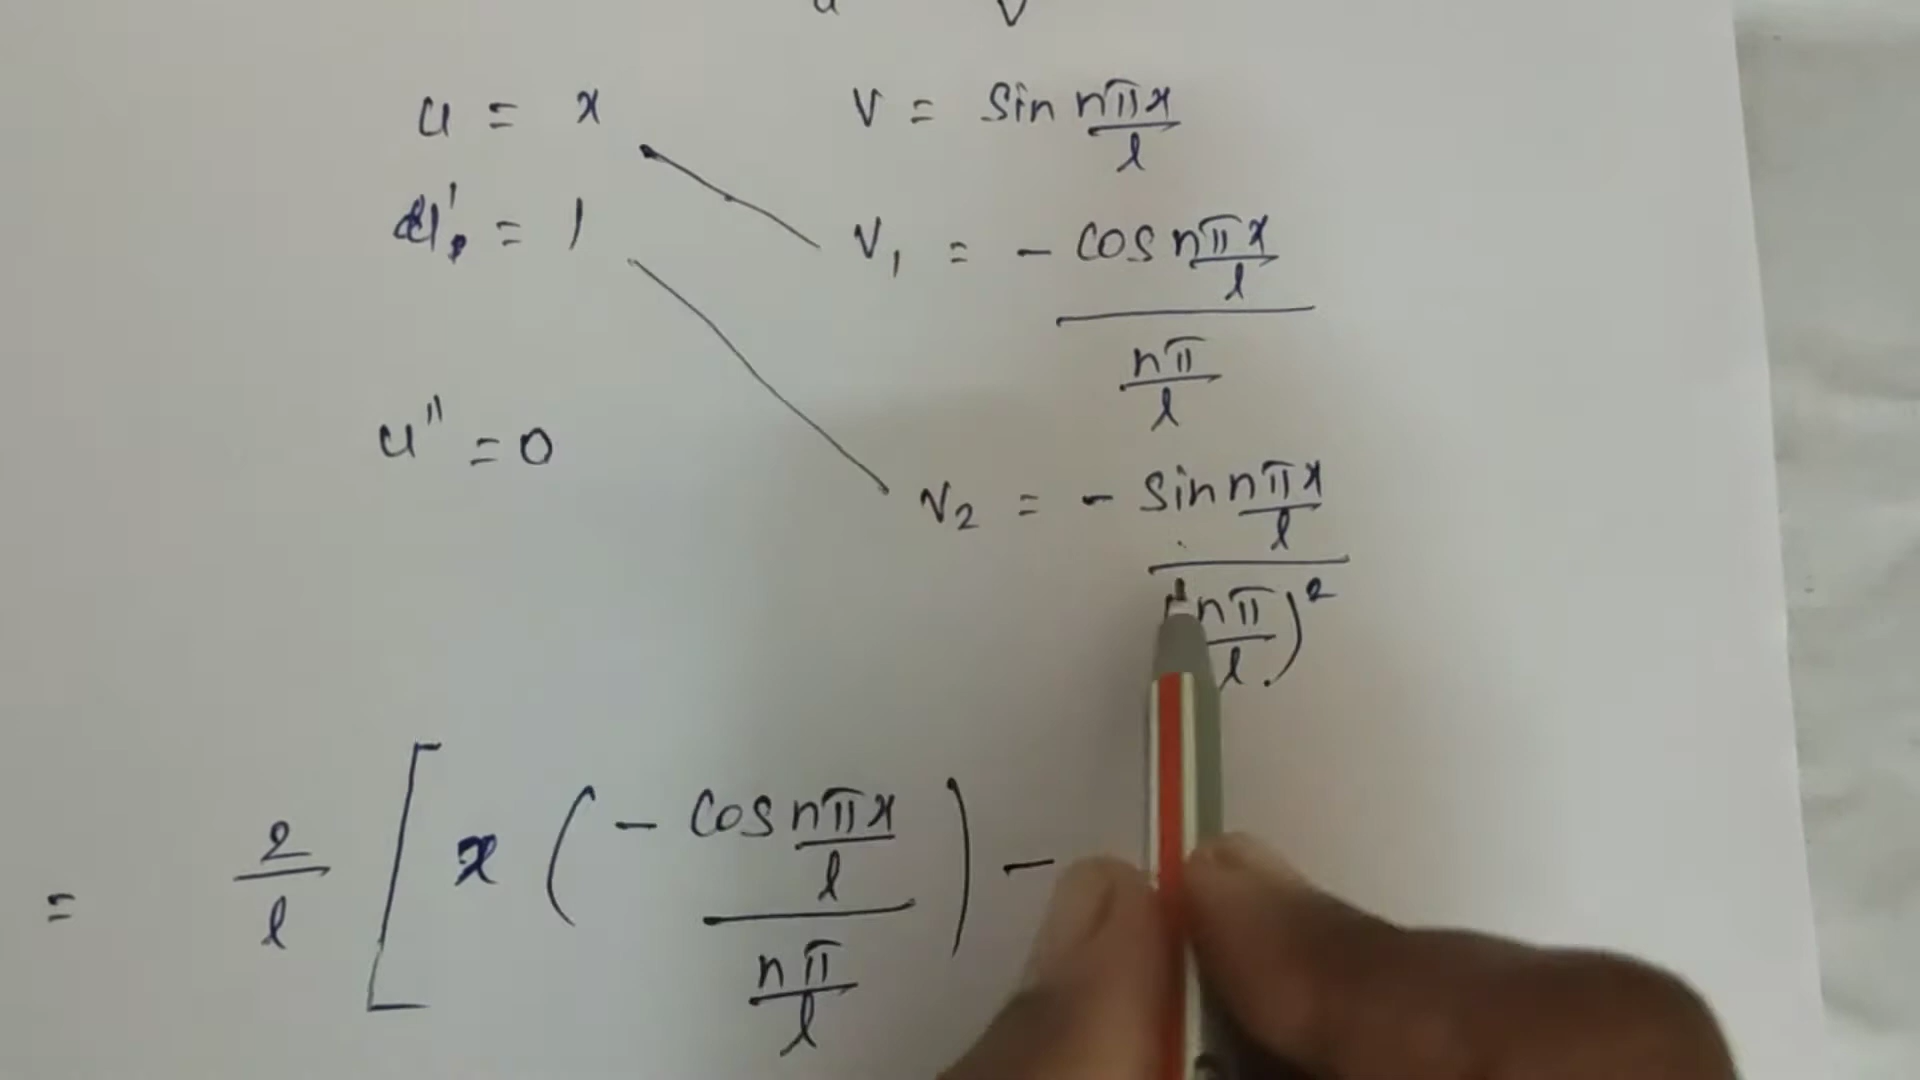 u v
u = x v = sin nπx/l
u' = 1 v₁ = - cos nπx/l / nπ/l
u'' = 0 v₂ = - sin nπx/l / (nπ/l)²
= 2/l [ x ( - cos nπx/l / nπ/l ) -